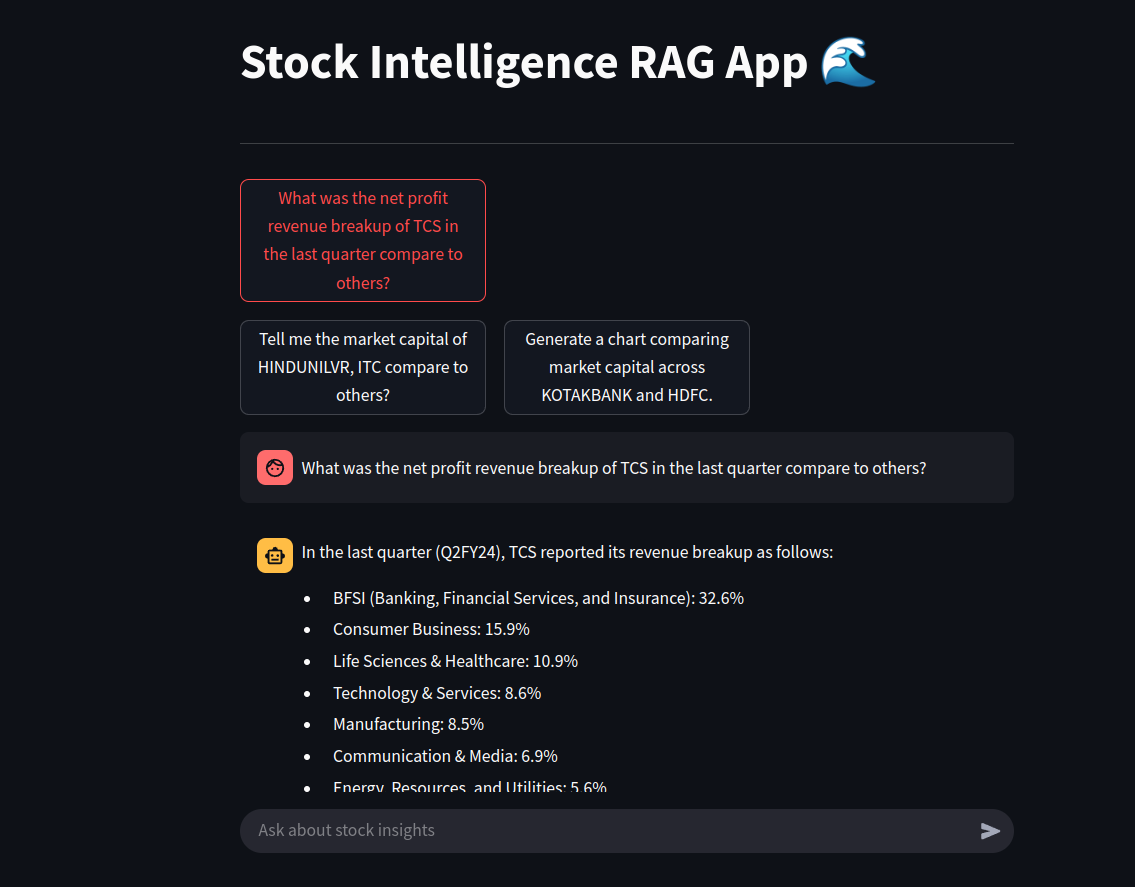 Stock Intelligence RAG App 🌊
What was the net profit
revenue breakup of TCS in
the last quarter compare to
others?
Tell me the market capital of
HINDUNILVR, ITC compare to
others?
Generate a chart comparing
market capital across
KOTAKBANK and HDFC.
What was the net profit revenue breakup of TCS in the last quarter compare to others?
In the last quarter (Q2FY24), TCS reported its revenue breakup as follows:
• BFSI (Banking, Financial Services, and Insurance): 32.6%
• Consumer Business: 15.9%
• Life Sciences & Healthcare: 10.9%
• Technology & Services: 8.6%
• Manufacturing: 8.5%
• Communication & Media: 6.9%
• Energy, Resources, and Utilities: 5.6%
Ask about stock insights